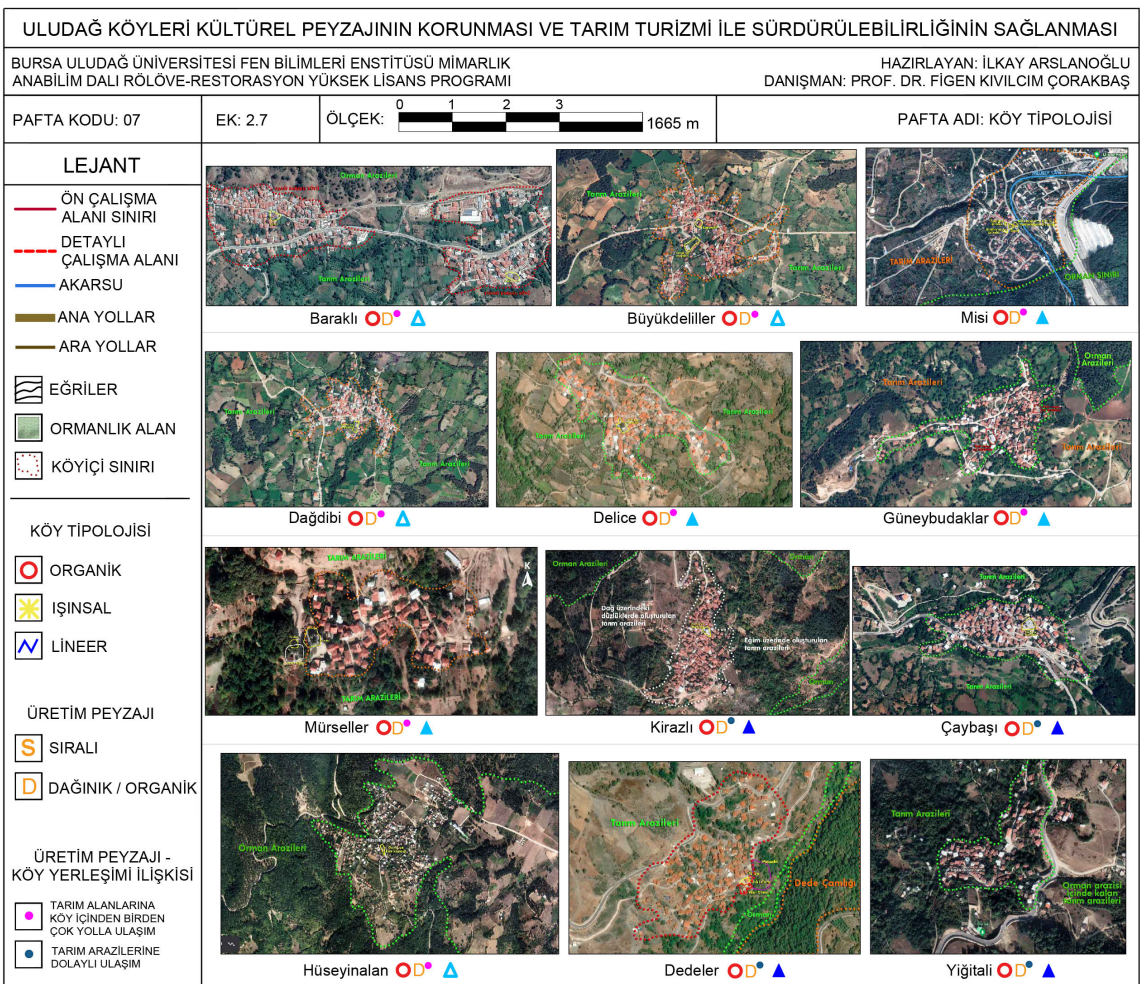 ULUDAĞ KÖYLERİ KÜLTÜREL PEYZAJININ KORUNMASI VE TARIM TURİZMİ İLE SÜRDÜRÜLEBİLİRLİĞİNİN SAĞLANMASI
BURSA ULUDAĞ ÜNİVERSİTESİ FEN BİLİMLERİ ENSTİTÜSÜ MİMARLIK
ANABİLİM DALI RÖLÖVE-RESTORASYON YÜKSEK LİSANS PROGRAMI
HAZIRLAYAN: İLKAY ARSLANOĞLU
DANIŞMAN: PROF. DR. FİGEN KIVILCIM ÇORAKBAŞ
PAFTA KODU: 07
EK: 2.7
ÖLÇEK:
0 1 2 3
1665 m
PAFTA ADI: KÖY TİPOLOJİSİ
LEJANT
ÖN ÇALIŞMA
ALANI SINIRI
DETAYLI
ÇALIŞMA ALANI
AKARSU
ANA YOLLAR
ARA YOLLAR
EĞRİLER
ORMANLIK ALAN
KÖYİÇİ SINIRI
KÖY TİPOLOJİSİ
ORGANİK
IŞINSAL
LİNEER
ÜRETİM PEYZAJI
S SIRALI
D DAĞINIK / ORGANİK
ÜRETİM PEYZAJI -
KÖY YERLEŞİMİ İLİŞKİSİ
TARIM ALANLARINA
KÖY İÇİNDEN BİRDEN
ÇOK YOLLA ULAŞIM
TARIM ARAZİLERİNE
DOLAYLI ULAŞIM
Orman Arazileri
Tarım Arazileri
Baraklı D
Tarım Arazileri
Tarım Arazileri
Büyükdeliller D
TARIM ARAZİLERİ
ORMAN SINIRI
Misi D
Tarım Arazileri
Tarım Arazileri
Dağdibi D
Tarım Arazileri
Tarım Arazileri
Delice D
Tarım Arazileri
Orman
Arazileri
Tarım Arazileri
Güneybudaklar D
TARIM ARAZİLERİ
K
TARIM ARAZİLERİ
Mürseller D
Orman Arazileri
Orman
Dağ üzerindeki
düzlüklerde oluşturulan
tarım arazileri
Eğim üzerinde oluşturulan
tarım arazileri
Orman
Kirazlı D
Tarım Arazileri
Tarım Arazileri
Çaybaşı D
Orman Arazileri
Hüseyinalan D
Tarım Arazileri
Dede Çamlığı
Orman
Dedeler D
Tarım Arazileri
Orman arazisi
içinde kalan
tarım arazileri
Yiğitali D